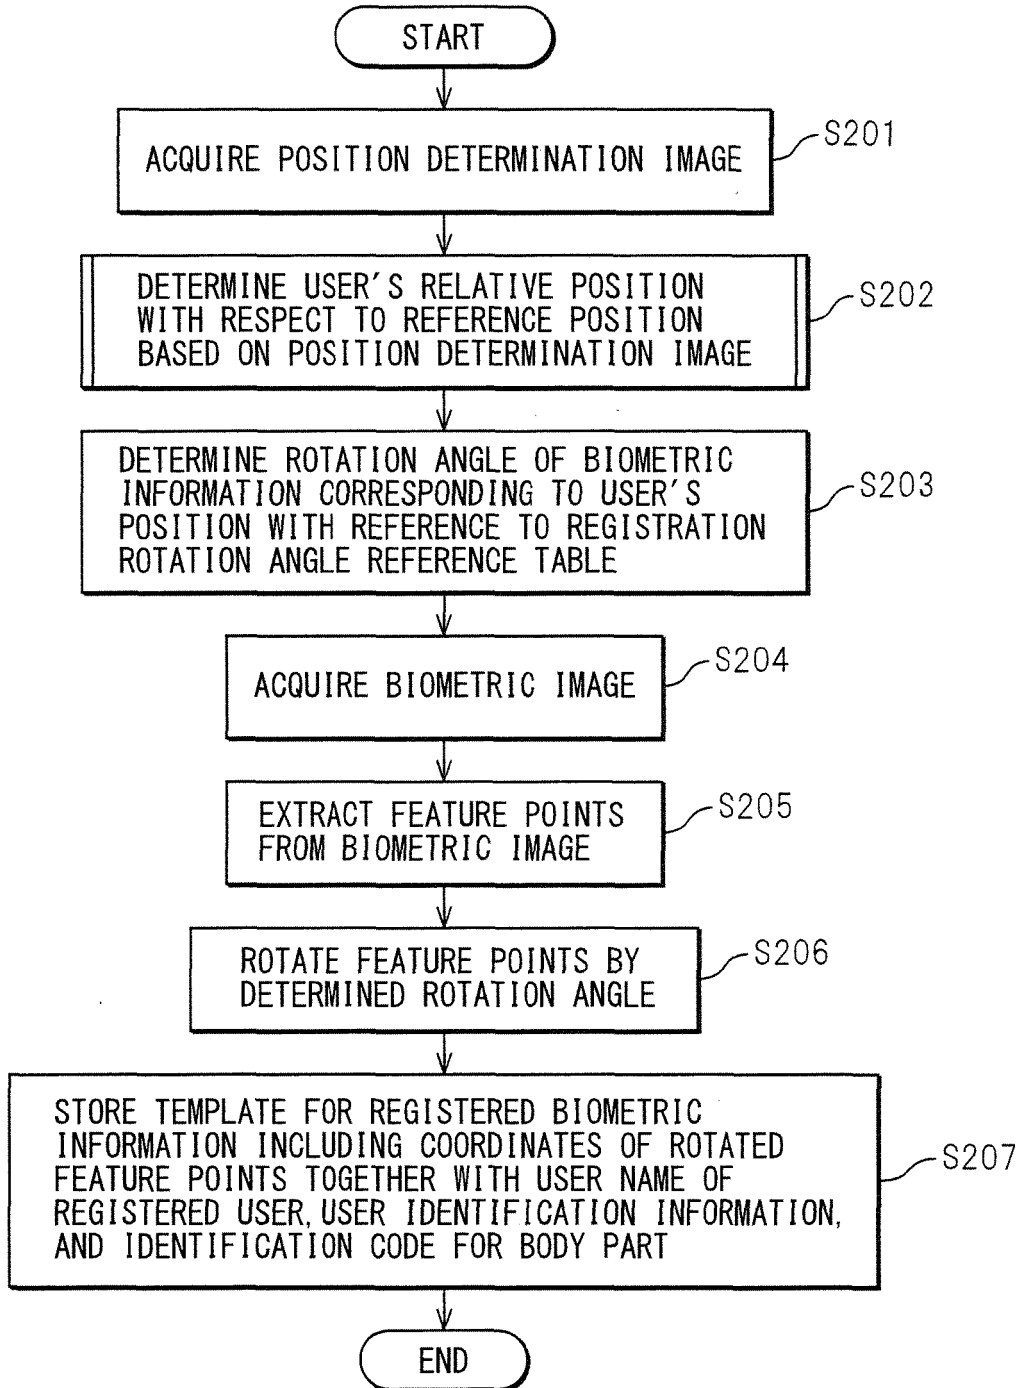 START
ACQUIRE POSITION DETERMINATION IMAGE
S201
DETERMINE USER'S RELATIVE POSITION
WITH RESPECT TO REFERENCE POSITION
BASED ON POSITION DETERMINATION IMAGE
S202
DETERMINE ROTATION ANGLE OF BIOMETRIC
INFORMATION CORRESPONDING TO USER'S
POSITION WITH REFERENCE TO REGISTRATION
ROTATION ANGLE REFERENCE TABLE
S203
ACQUIRE BIOMETRIC IMAGE
S204
EXTRACT FEATURE POINTS
FROM BIOMETRIC IMAGE
S205
ROTATE FEATURE POINTS BY
DETERMINED ROTATION ANGLE
S206
STORE TEMPLATE FOR REGISTERED BIOMETRIC
INFORMATION INCLUDING COORDINATES OF ROTATED
FEATURE POINTS TOGETHER WITH USER NAME OF
REGISTERED USER, USER IDENTIFICATION INFORMATION,
AND IDENTIFICATION CODE FOR BODY PART
S207
END